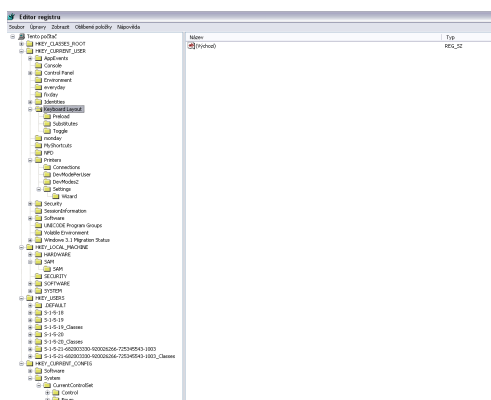 Editor registru
Soubor Úpravy Zobrazit Oblíbené položky Nápověda
Tento počítač
HKEY_CLASSES_ROOT
HKEY_CURRENT_USER
AppEvents
Console
Control Panel
Environment
everyday
fixday
Identities
Keyboard Layout
Preload
Substitutes
Toggle
monday
MyShortcuts
NPD
Printers
Connections
DevModePerUser
DevModes2
Settings
Wizard
Security
SessionInformation
Software
UNICODE Program Groups
Volatile Environment
Windows 3.1 Migration Status
HKEY_LOCAL_MACHINE
HARDWARE
SAM
SAM
SECURITY
SOFTWARE
SYSTEM
HKEY_USERS
.DEFAULT
S-1-5-18
S-1-5-19
S-1-5-19_Classes
S-1-5-20
S-1-5-20_Classes
S-1-5-21-682003330-920026266-725345543-1003
S-1-5-21-682003330-920026266-725345543-1003_Classes
HKEY_CURRENT_CONFIG
Software
System
CurrentControlSet
Control
Enum
Název Typ
(Výchozí) REG_SZ